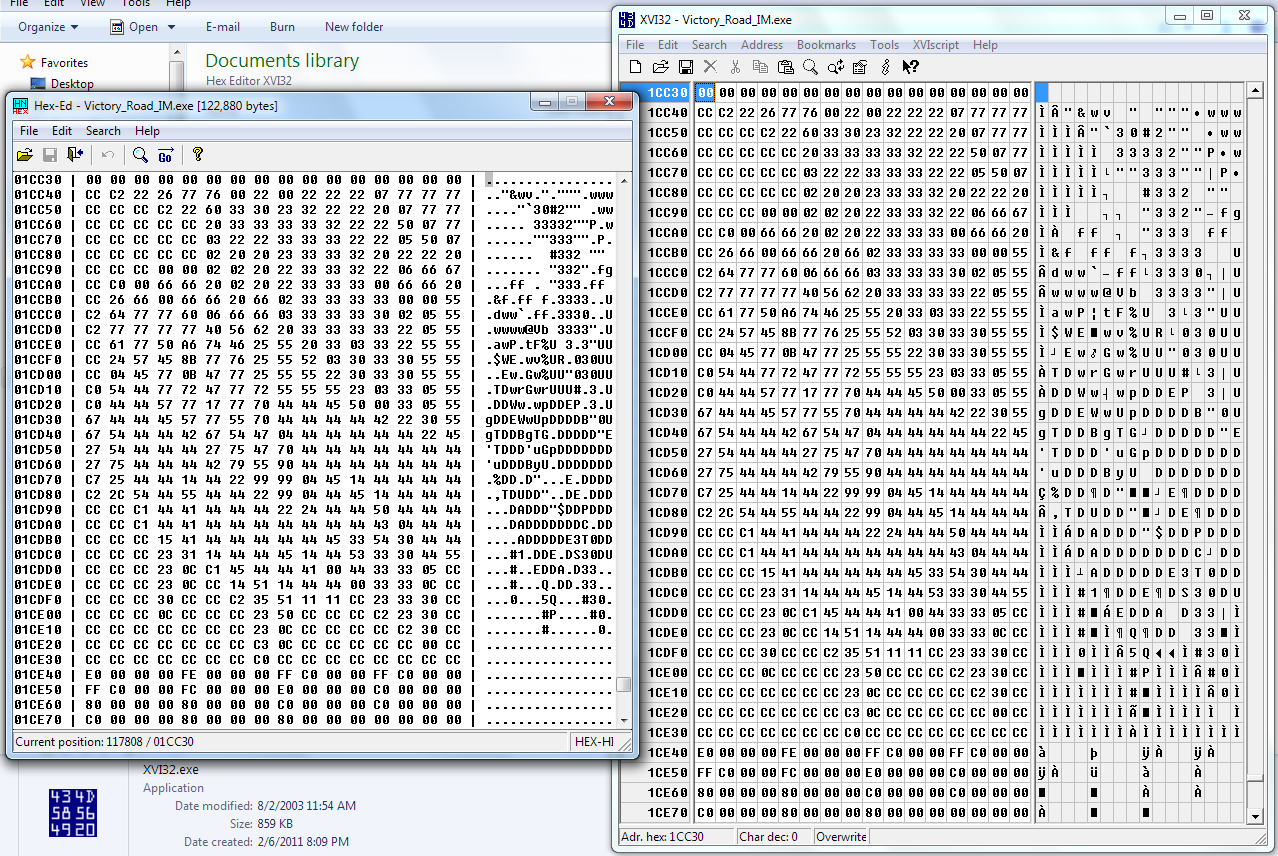 File Edit View Tools Help
Organize Open E-mail Burn New folder
Favorites
Desktop
Documents library
Hex Editor XVI32
Hex-Ed - Victory_Road_IM.exe [122,880 bytes]
File Edit Search Help
Go
01CC30 | 00 00 00 00 00 00 00 00 00 00 00 00 00 00 00 00 | ................
01CC40 | CC C2 22 26 77 76 00 22 00 22 22 22 07 77 77 77 | .."&wv.".""".www
01CC50 | CC CC CC C2 22 60 33 30 23 32 22 22 20 07 77 77 | ...."`30#2"" .ww
01CC60 | CC CC CC CC CC 20 33 33 33 33 32 22 22 50 07 77 | ..... 33332""P.w
01CC70 | CC CC CC CC CC 03 22 22 33 33 33 22 22 05 50 07 | ......""333"".P.
01CC80 | CC CC CC CC CC 02 20 20 23 33 32 20 22 22 20
01CC90 | CC CC CC 00 00 02 02 20 22 33 33 32 22 06 66 67 | ....... "332".fg
01CCA0 | CC C0 00 66 66 20 02 20 22 33 33 33 00 66 66 20 | ...ff . "333.ff
01CCB0 | CC 26 66 00 66 66 20 66 02 33 33 33 33 00 00 55 | .&f.ff f.3333..U
01CCC0 | C2 64 77 77 60 06 66 66 03 33 33 33 30 02 05 55 | .dww`.ff.3330..U
01CCD0 | C2 77 77 77 77 40 56 62 20 33 33 33 33 22 05 55 | .wwww@Vb 3333".U
01CCE0 | CC 61 77 50 A6 74 46 25 55 20 33 03 33 22 05 55 | .awP.tF%U 3.3".U
01CCF0 | CC 24 57 45 8B 77 76 25 55 52 03 30 33 30 55 | .$WE.wv%UR.030UU
01CD00 | CC 04 45 77 0B 47 77 25 55 55 22 30 33 30 55 55 | ..Ew.Gw%UU"030UU
01CD10 | C0 54 44 77 72 47 77 72 55 55 55 23 03 33 05 55 | .TDwrGwrUUU#.3.U
01CD20 | C0 44 44 57 77 17 77 70 44 44 45 50 00 33 05 55 | .DDWw.wpDDEP.3.U
01CD30 | 67 44 44 45 57 77 55 70 44 44 44 44 42 22 30 55 | gDDEWwUpDDDDB"0U
01CD40 | 67 54 44 44 42 67 54 47 04 44 44 44 44 44 22 45 | gTDDBgTG.DDDDD"E
01CD50 | 27 54 44 44 44 27 75 47 70 44 44 44 44 44 44 44 | 'TDDD'uGpDDDDDDD
01CD60 | 27 75 44 44 44 42 79 55 90 44 44 44 44 44 44 44 | 'uDDDByU.DDDDDDD
01CD70 | C7 25 44 44 14 44 22 99 99 04 45 14 44 44 44 44 | .%DD.D"...E.DDDD
01CD80 | C2 2C 54 44 55 44 44 22 99 04 44 45 14 44 44 44 | .,TDUDD"..DE.DDD
01CD90 | CC CC C1 44 41 44 44 44 22 24 44 44 50 44 44 44 | ...DADDD"$DDPDDD
01CDA0 | CC CC C1 44 41 44 44 44 44 44 44 44 43 04 44 44 | ...DADDDDDDDC.DD
01CDB0 | CC CC CC 15 41 44 44 44 44 44 45 33 54 30 44 44 | ....ADDDDDE3T0DD
01CDC0 | CC CC CC 23 31 14 44 44 45 14 44 53 33 30 44 55 | ...#1.DDE.DS30DU
01CDD0 | CC CC CC 23 0C C1 45 44 44 41 00 44 33 33 05 CC | ...#..EDDA.D33..
01CDE0 | CC CC CC 23 0C CC 14 51 14 44 44 00 33 33 0C CC | ...#...Q.DD.33..
01CDF0 | CC CC CC 30 CC CC C2 35 51 11 11 CC 23 33 30 CC | ...0...5Q...#30.
01CE00 | CC CC CC CC 0C CC CC CC 23 50 CC CC CC C2 23 30 CC | .......#P....#0.
01CE10 | CC CC CC CC CC CC CC 23 0C CC CC CC CC C2 30 CC | .......#......0.
01CE20 | CC CC CC CC CC CC CC C3 0C CC CC CC CC CC 00 CC | ................
01CE30 | CC CC CC CC CC CC CC C0 CC CC CC CC CC CC CC CC | ................
01CE40 | E0 00 00 00 FE 00 00 00 FF C0 00 00 FF C0 00 00 | ................
01CE50 | FF C0 00 00 FC 00 00 00 E0 00 00 00 C0 00 00 00 | ................
01CE60 | 80 00 00 00 80 00 00 00 C0 00 00 00 C0 00 00 00 | ................
01CE70 | C0 00 00 00 80 00 00 00 80 00 00 00 00 00 00 00 | ................
Current position: 117808 / 01CC30 HEX-HI
XVI32.exe
Application
Date modified: 8/2/2003 11:54 AM
Size: 859 KB
Date created: 2/6/2011 8:09 PM
434D
5856
4920
XVI32 - Victory_Road_IM.exe
File Edit Search Address Bookmarks Tools XVIscript Help
1CC30 00 00 00 00 00 00 00 00 00 00 00 00 00 00 00 00
1CC40 CC C2 22 26 77 76 00 22 00 22 22 22 07 77 77 77
1CC50 CC CC CC C2 22 60 33 30 23 32 22 22 20 07 77 77
1CC60 CC CC CC CC CC 20 33 33 33 33 32 22 22 50 07 77
1CC70 CC CC CC CC CC 03 22 22 33 33 33 22 22 05 50 07
1CC80 CC CC CC CC CC 02 20 20 23 33 32 20 22 22 20
1CC90 CC CC CC 00 00 02 02 20 22 33 33 32 22 06 66 67
1CCA0 CC C0 00 66 66 20 02 20 22 33 33 33 00 66 66 20
1CCB0 CC 26 66 00 66 66 20 66 02 33 33 33 33 00 00 55
1CCC0 C2 64 77 77 60 06 66 66 03 33 33 33 30 02 05 55
1CCD0 C2 77 77 77 77 40 56 62 20 33 33 33 33 22 05 55
1CCE0 CC 61 77 50 A6 74 46 25 55 20 33 03 33 22 05 55
1CCF0 CC 24 57 45 8B 77 76 25 55 52 03 30 33 30 55
1CD00 CC 04 45 77 0B 47 77 25 55 55 22 30 33 30 55 55
1CD10 C0 54 44 77 72 47 77 72 55 55 55 23 03 33 05 55
1CD20 C0 44 44 57 77 17 77 70 44 44 45 50 00 33 05 55
1CD30 67 44 44 45 57 77 55 70 44 44 44 44 42 22 30 55
1CD40 67 54 44 44 42 67 54 47 04 44 44 44 44 44 22 45
1CD50 27 54 44 44 44 27 75 47 70 44 44 44 44 44 44 44
1CD60 27 75 44 44 44 42 79 55 90 44 44 44 44 44 44 44
1CD70 C7 25 44 44 14 44 22 99 99 04 45 14 44 44 44 44
1CD80 C2 2C 54 44 55 44 44 22 99 04 44 45 14 44 44 44
1CD90 CC CC C1 44 41 44 44 44 22 24 44 44 50 44 44 44
1CDA0 CC CC C1 44 41 44 44 44 44 44 44 44 43 04 44 44
1CDB0 CC CC CC 15 41 44 44 44 44 44 45 33 54 30 44 44
1CDC0 CC CC CC 23 31 14 44 44 45 14 44 53 33 30 44 55
1CDD0 CC CC CC 23 0C C1 45 44 44 41 00 44 33 33 05 CC
1CDE0 CC CC CC 23 0C CC 14 51 14 44 44 00 33 33 0C CC
1CDF0 CC CC CC 30 CC CC C2 35 51 11 11 CC 23 33 30 CC
1CE00 CC CC CC 0C CC CC CC 23 50 CC CC CC C2 23 30 CC
1CE10 CC CC CC CC CC CC CC 23 0C CC CC CC CC C2 30 CC
1CE20 CC CC CC CC CC CC CC C3 0C CC CC CC CC CC 00 CC
1CE30 CC CC CC CC CC CC CC C0 CC CC CC CC CC CC CC CC
1CE40 E0 00 00 00 FE 00 00 00 FF C0 00 00 FF C0 00 00
1CE50 FF C0 00 00 FC 00 00 00 E0 00 00 00 C0 00 00 00
1CE60 80 00 00 00 80 00 00 00 C0 00 00 00 C0 00 00 00
1CE70 C0 00 00 00 80 00 00 00 80 00 00 00 00 00 00 00
Adr. hex: 1CC30 Char dec: 0 Overwrite